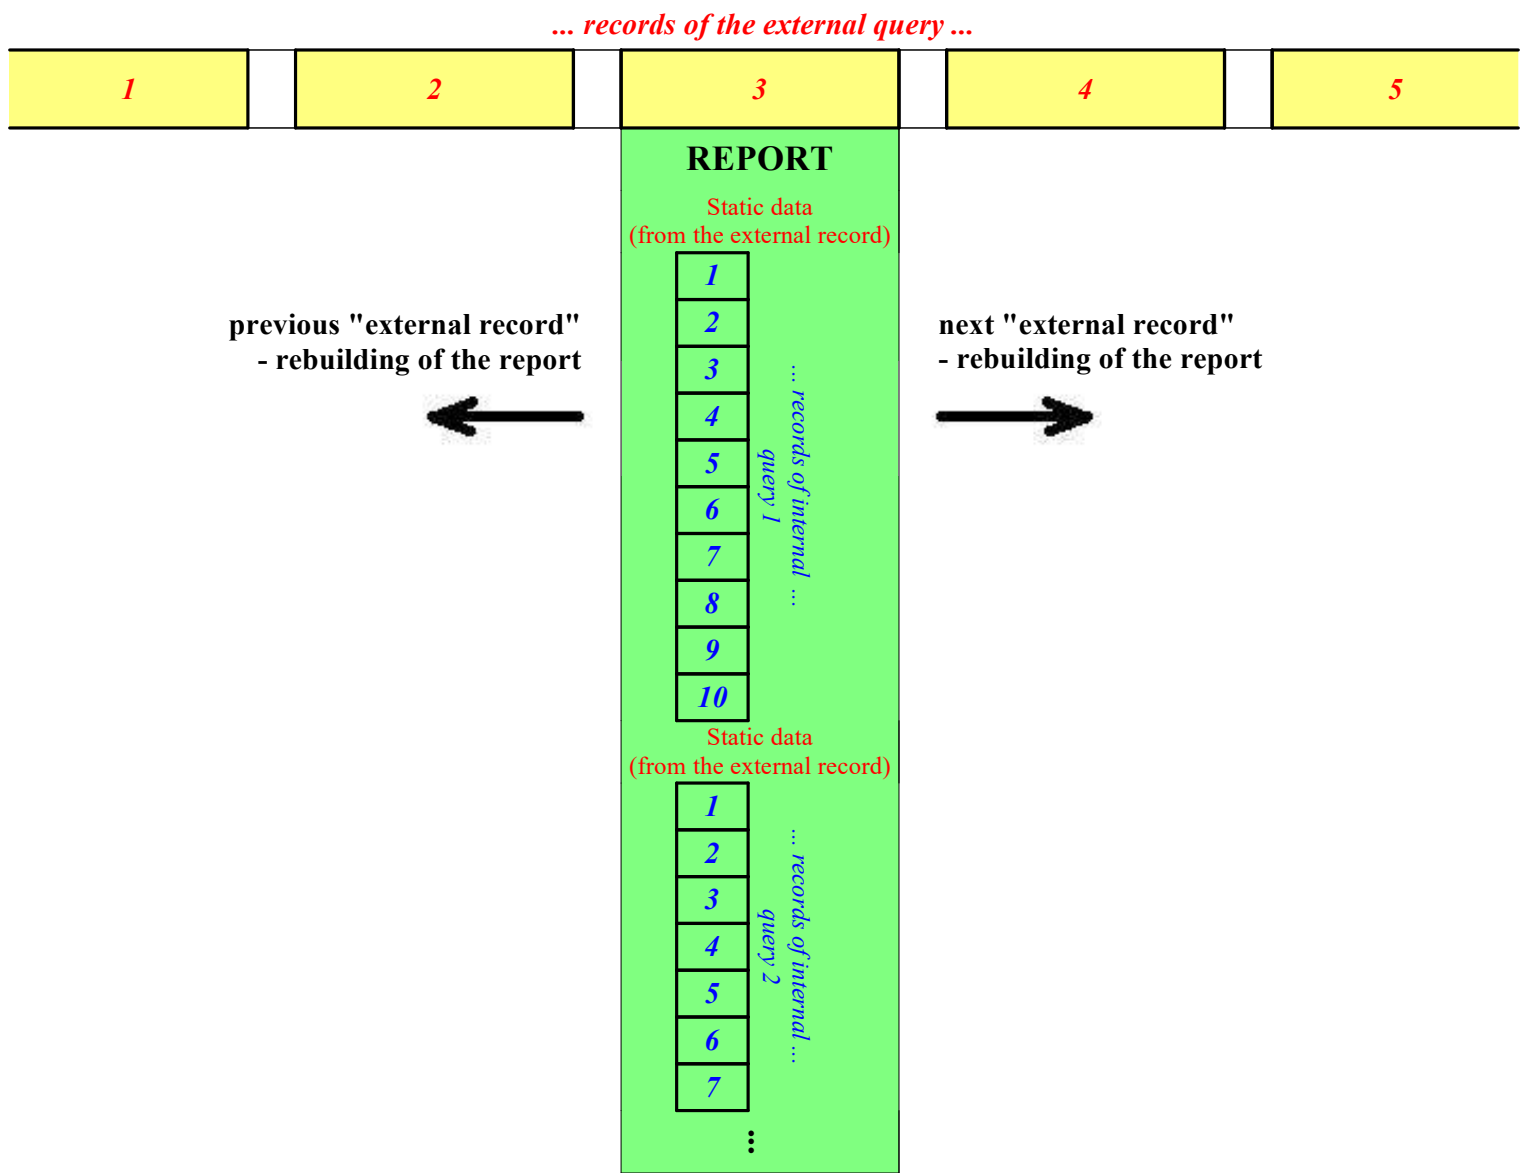 ... records of the external query ...
1 2 3 4 5
REPORT
Static data
(from the external record)
1
2
3
4
5
6
7
8
9
10
... records of internal ...
query 1
previous "external record"
- rebuilding of the report
next "external record"
- rebuilding of the report
Static data
(from the external record)
1
2
3
4
5
6
7
... records of internal ...
query 2
...